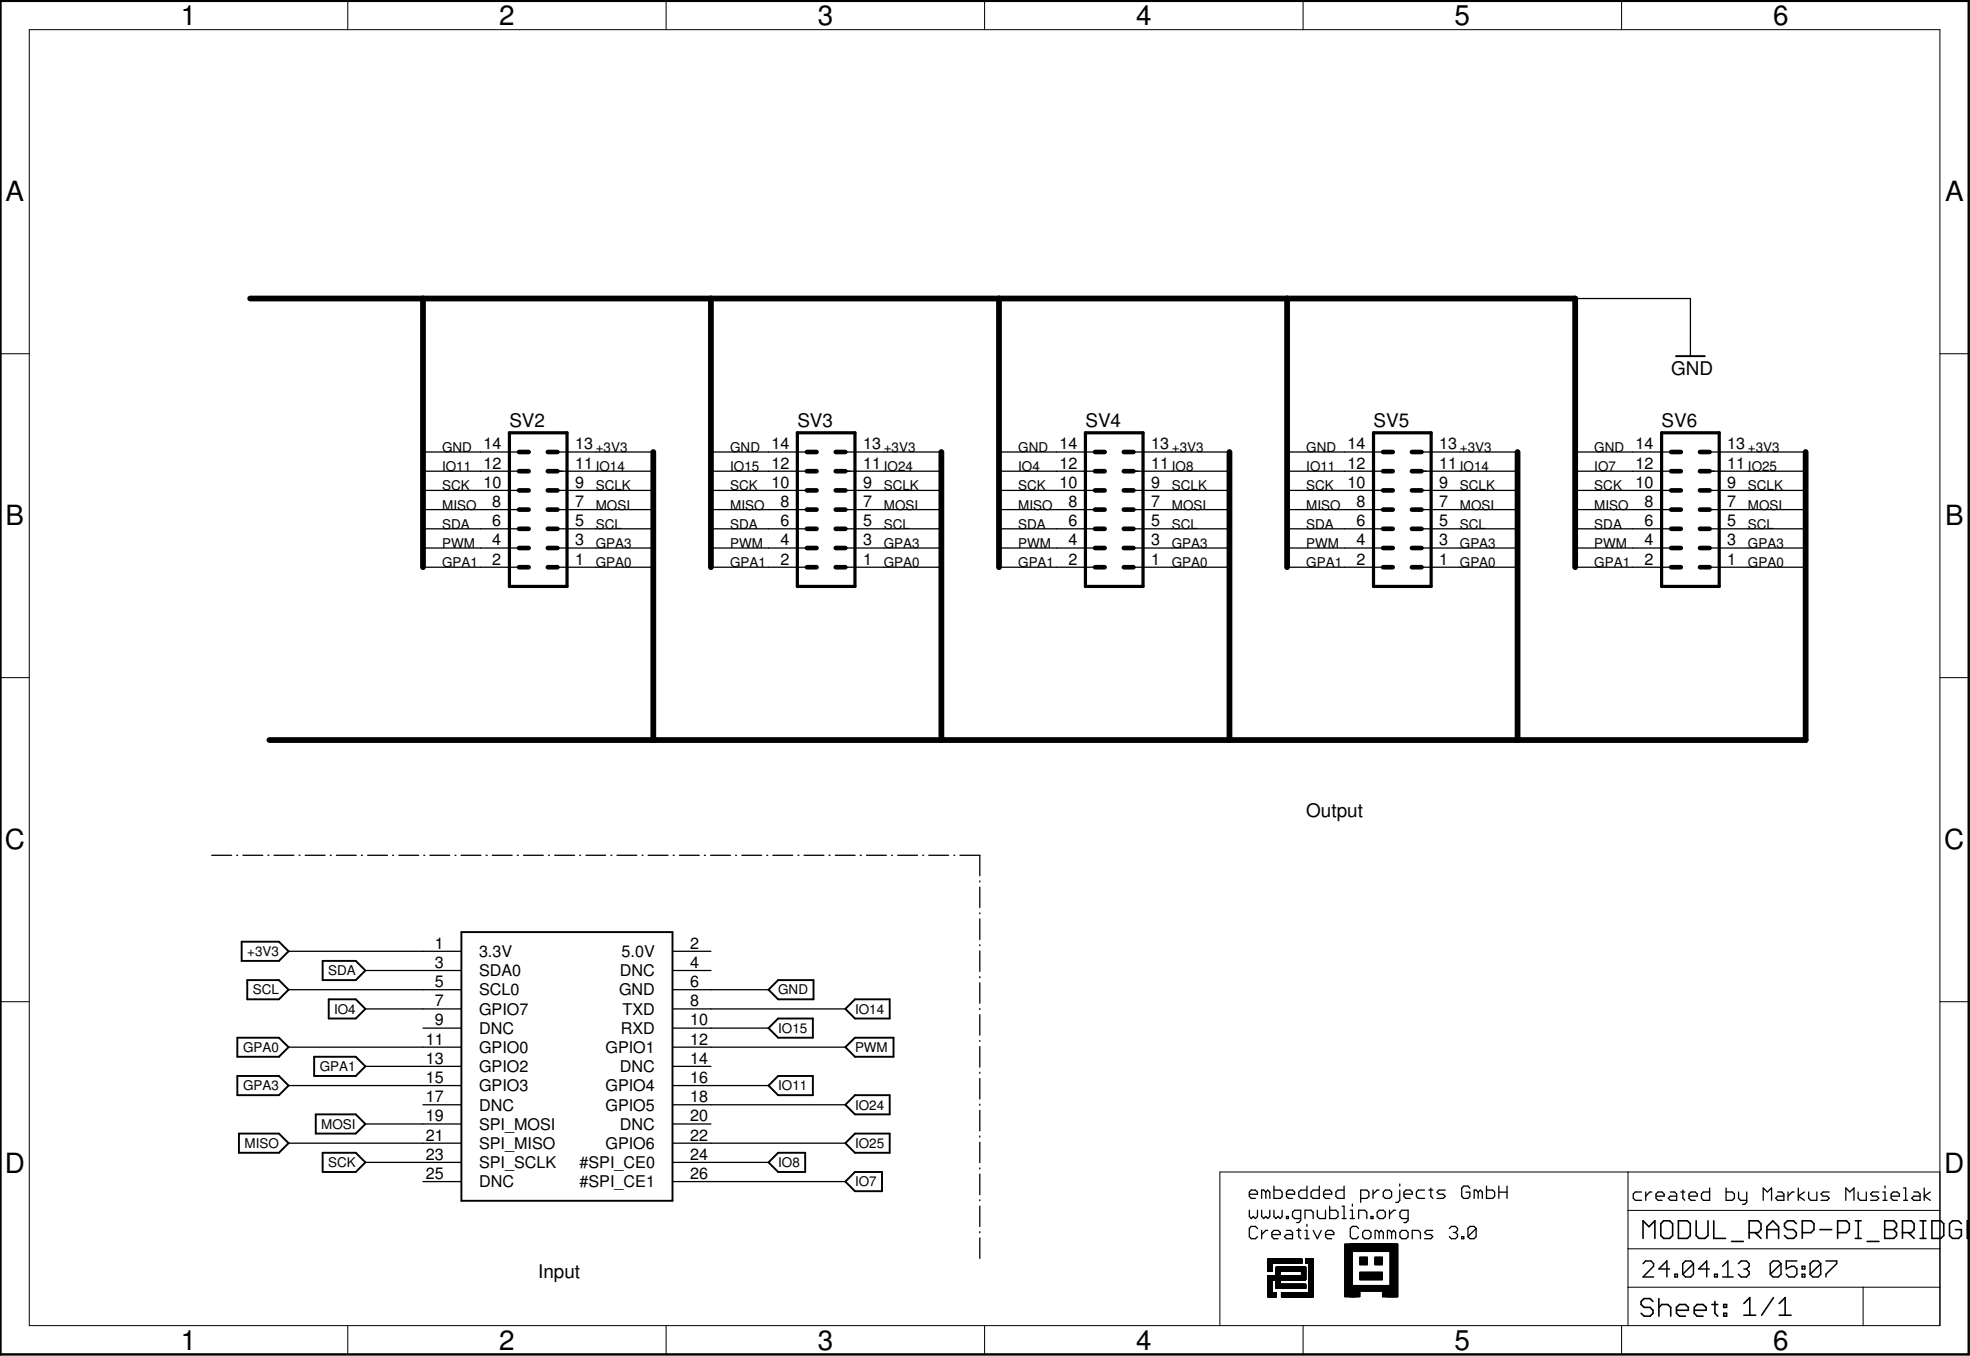 1 2 3 4 5 6
A A
GND
SV2 SV3 SV4 SV5 SV6
GND 14 13 +3V3 GND 14 13 +3V3 GND 14 13 +3V3 GND 14 13 +3V3 GND 14 13 +3V3
IO11 12 11 IO14 IO15 12 11 IO24 IO4 12 11 IO8 IO11 12 11 IO14 IO7 12 11 IO25
SCK 10 9 SCLK SCK 10 9 SCLK SCK 10 9 SCLK SCK 10 9 SCLK SCK 10 9 SCLK
B MISO 8 7 MOSI MISO 8 7 MOSI MISO 8 7 MOSI MISO 8 7 MOSI MISO 8 7 MOSI B
SDA 6 5 SCL SDA 6 5 SCL SDA 6 5 SCL SDA 6 5 SCL SDA 6 5 SCL
PWM 4 3 GPA3 PWM 4 3 GPA3 PWM 4 3 GPA3 PWM 4 3 GPA3 PWM 4 3 GPA3
GPA1 2 1 GPA0 GPA1 2 1 GPA0 GPA1 2 1 GPA0 GPA1 2 1 GPA0 GPA1 2 1 GPA0
Output
C C
+3V3 1 3.3V 5.0V 2
SDA 3 SDA0 DNC 4
SCL 5 SCL0 GND 6 GND
IO4 7 GPIO7 TXD 8 IO14
9 DNC RXD 10 IO15
GPA0 11 GPIO0 GPIO1 12 PWM
GPA1 13 GPIO2 DNC 14
GPA3 15 GPIO3 GPIO4 16 IO11
17 DNC GPIO5 18 IO24
MOSI 19 SPI_MOSI DNC 20
MISO 21 SPI_MISO GPIO6 22 IO25
D SCK 23 SPI_SCLK #SPI_CE0 24 IO8 D
25 DNC #SPI_CE1 26 IO7
Input
embedded projects GmbH
www.gnublin.org
Creative Commons 3.0
created by Markus Musielak
MODUL_RASP-PI_BRIDG
24.04.13 05:07
Sheet: 1/1
1 2 3 4 5 6